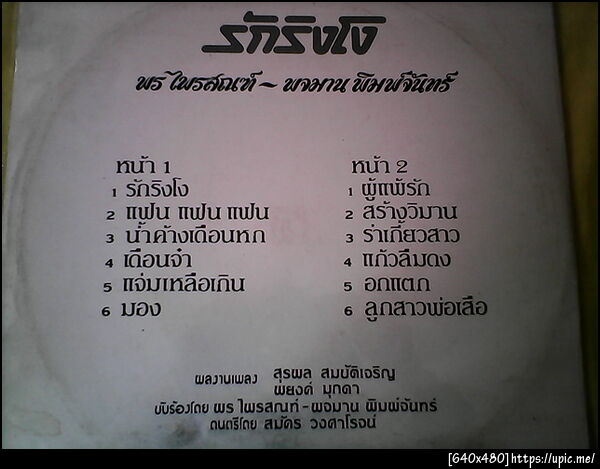 รักริงโง
พร ไพรสณฑ์ ~ พจมาน พิมพ์จันทร์
หน้า 1
1 รักริงโง
2 แฟน แฟน แฟน
3 น้ำค้างเดือนหก
4 เดือนจ๋า
5 แจ่มเหลือเกิน
6 มอง
หน้า 2
1 ผู้แพ้รัก
2 สร้างวิมาน
3 รำเกี้ยวสาว
4 แก้วลืมดง
5 อกแตก
6 ลูกสาวพ่อเสือ
ผลงานเพลง สุรพล สมบัติเจริญ
พยงค์ มุกดา
ขับร้องโดย พร ไพรสณฑ์ - พจมาน พิมพ์จันทร์
ดนตรีโดย สมัคร วงศาโรจน์
[640x480]https://upic.me/